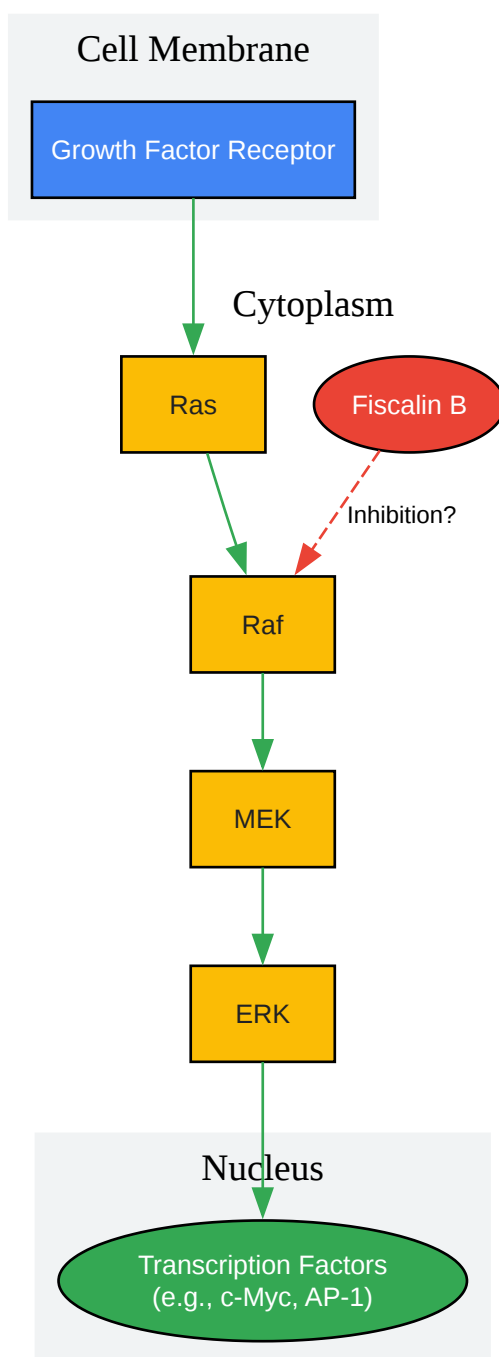 Cell Membrane
Growth Factor Receptor
Cytoplasm
Ras
Fiscalin B
Inhibition?
Raf
MEK
ERK
Nucleus
Transcription Factors
(e.g., c-Myc, AP-1)